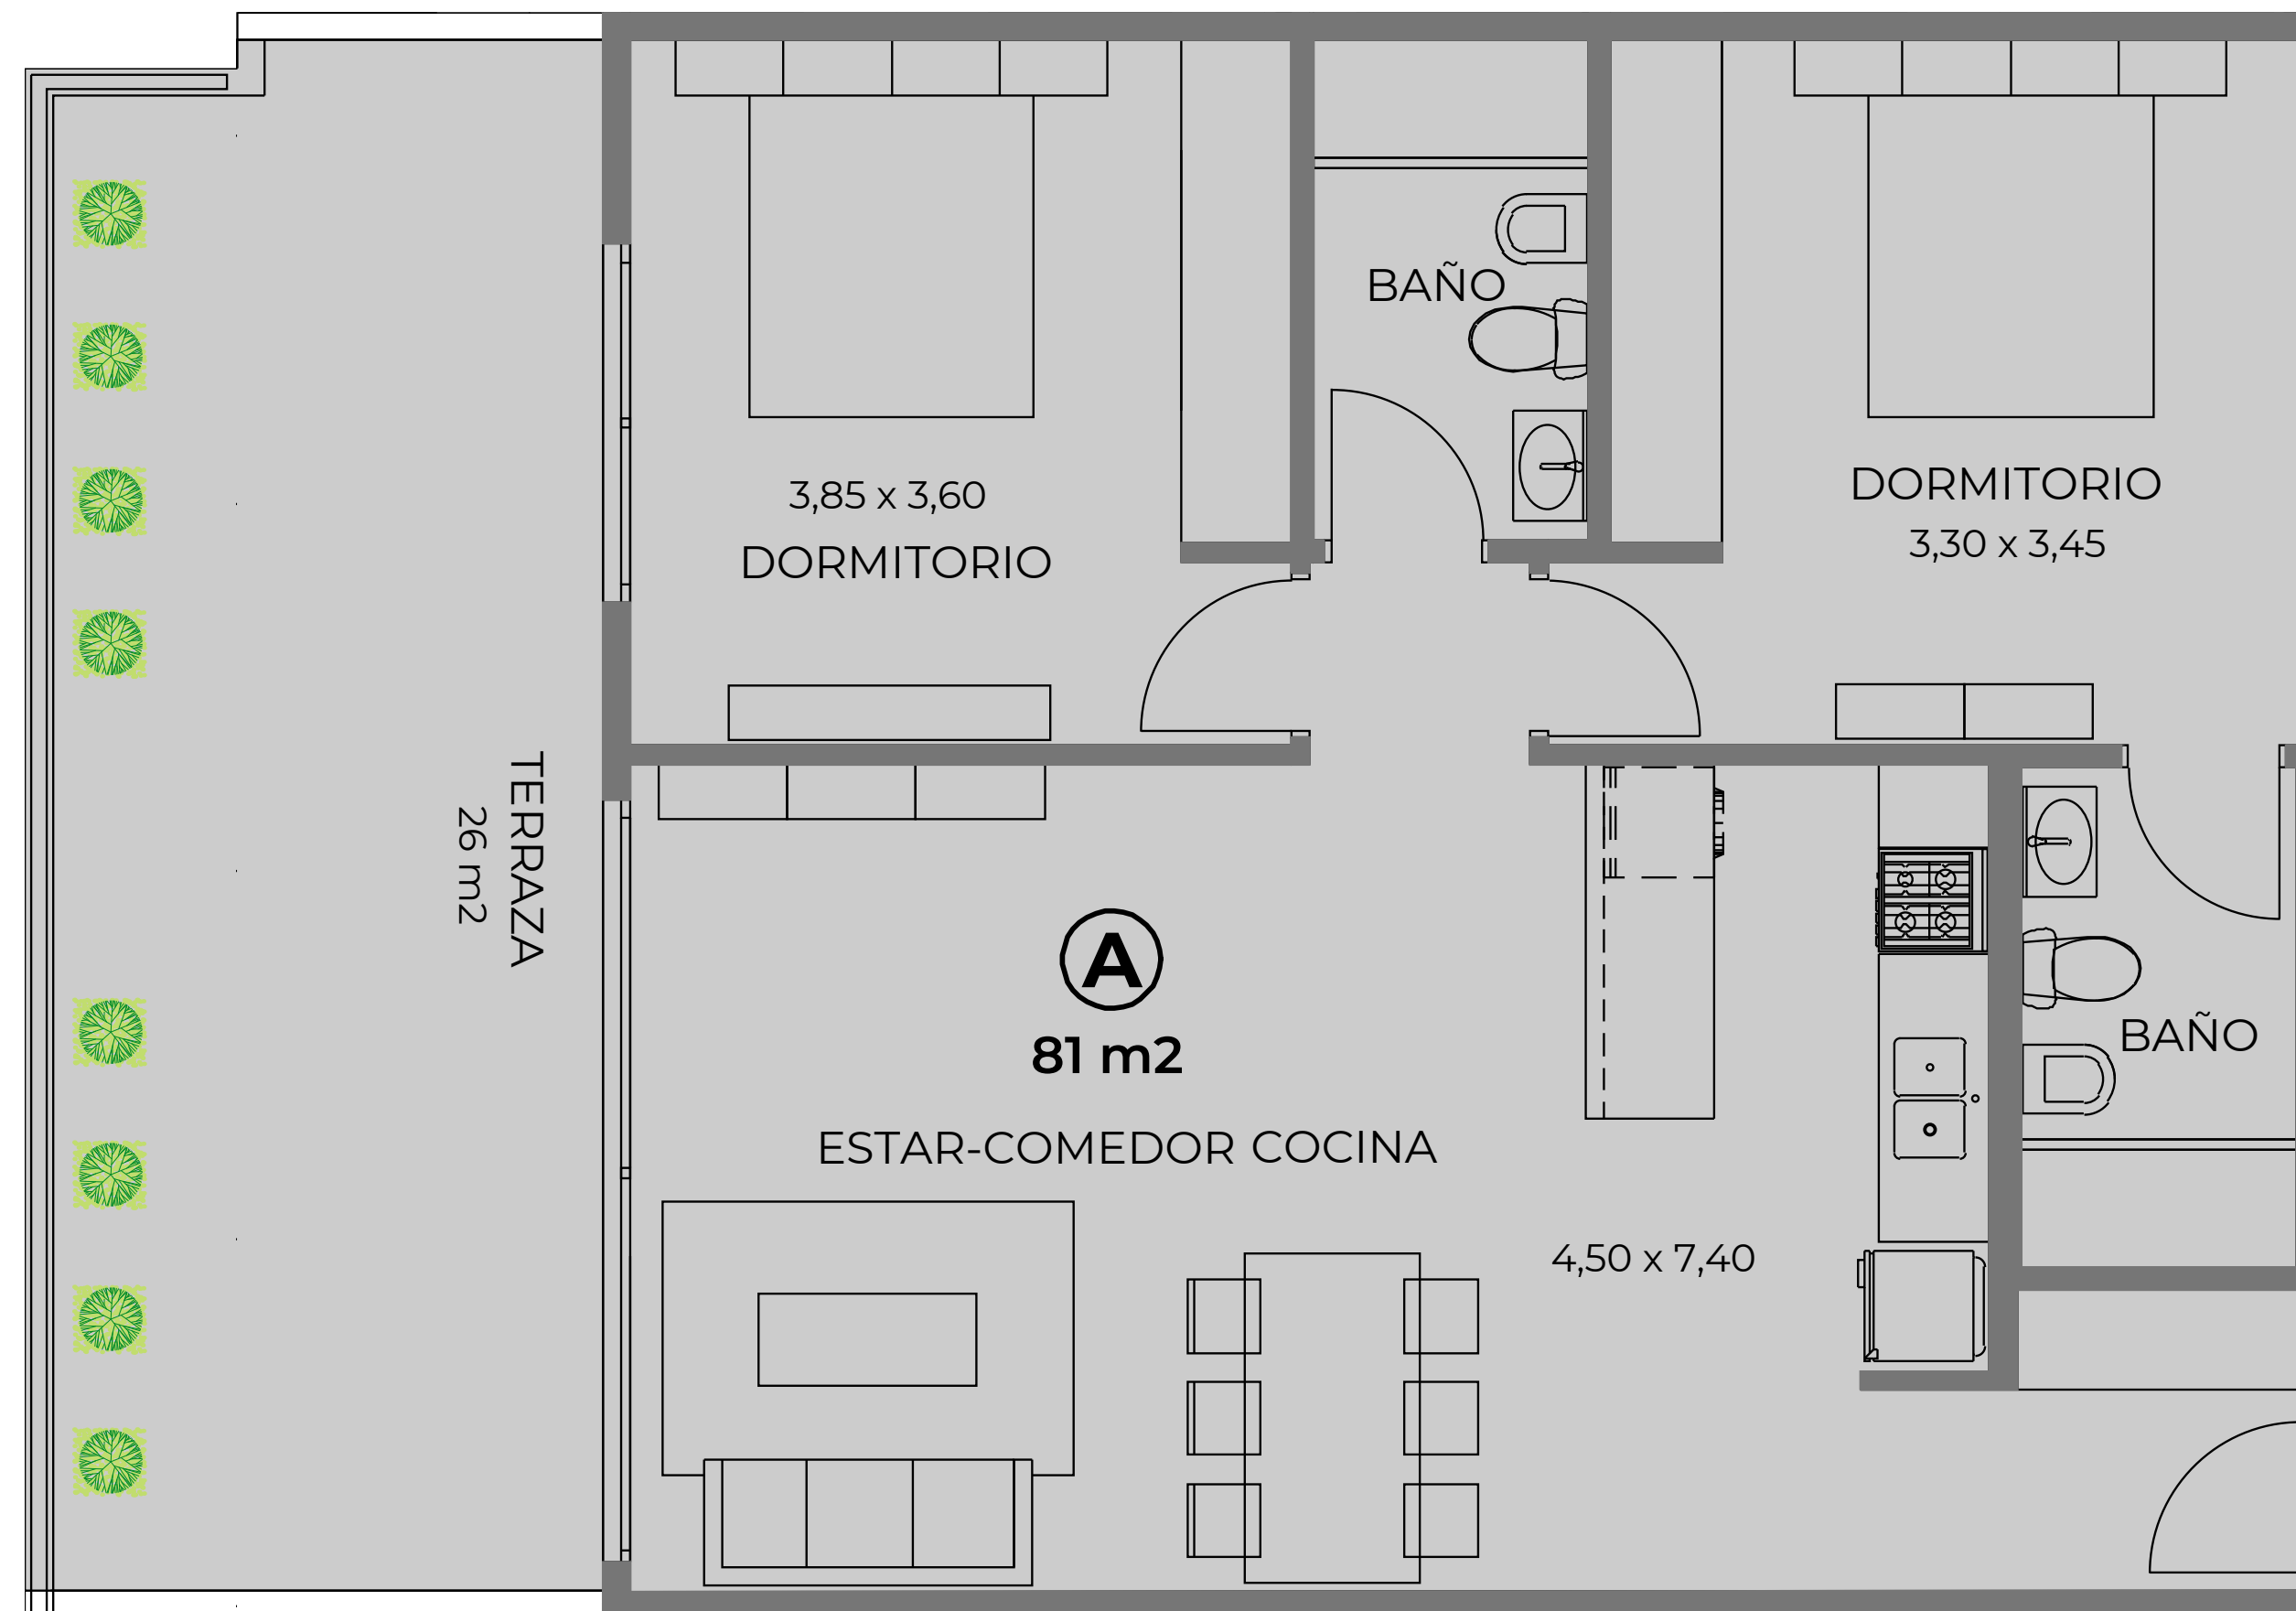 BAÑO
3,85 x 3,60
DORMITORIO
DORMITORIO
3,30 x 3,45
TERRAZA
26 m2
A
81 m2
ESTAR-COMEDOR COCINA
4,50 x 7,40
BAÑO